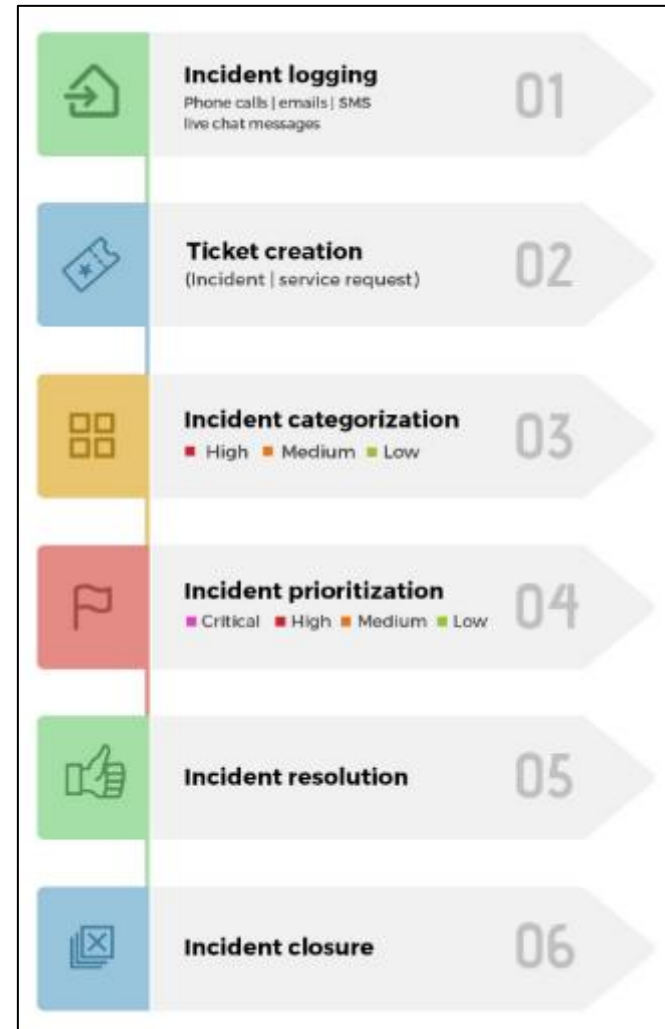 Incident logging
Phone calls | emails | SMS
live chat messages
01
Ticket creation
(Incident | service request)
02
Incident categorization
High Medium Low
03
Incident prioritization
Critical High Medium Low
04
Incident resolution
05
Incident closure
06